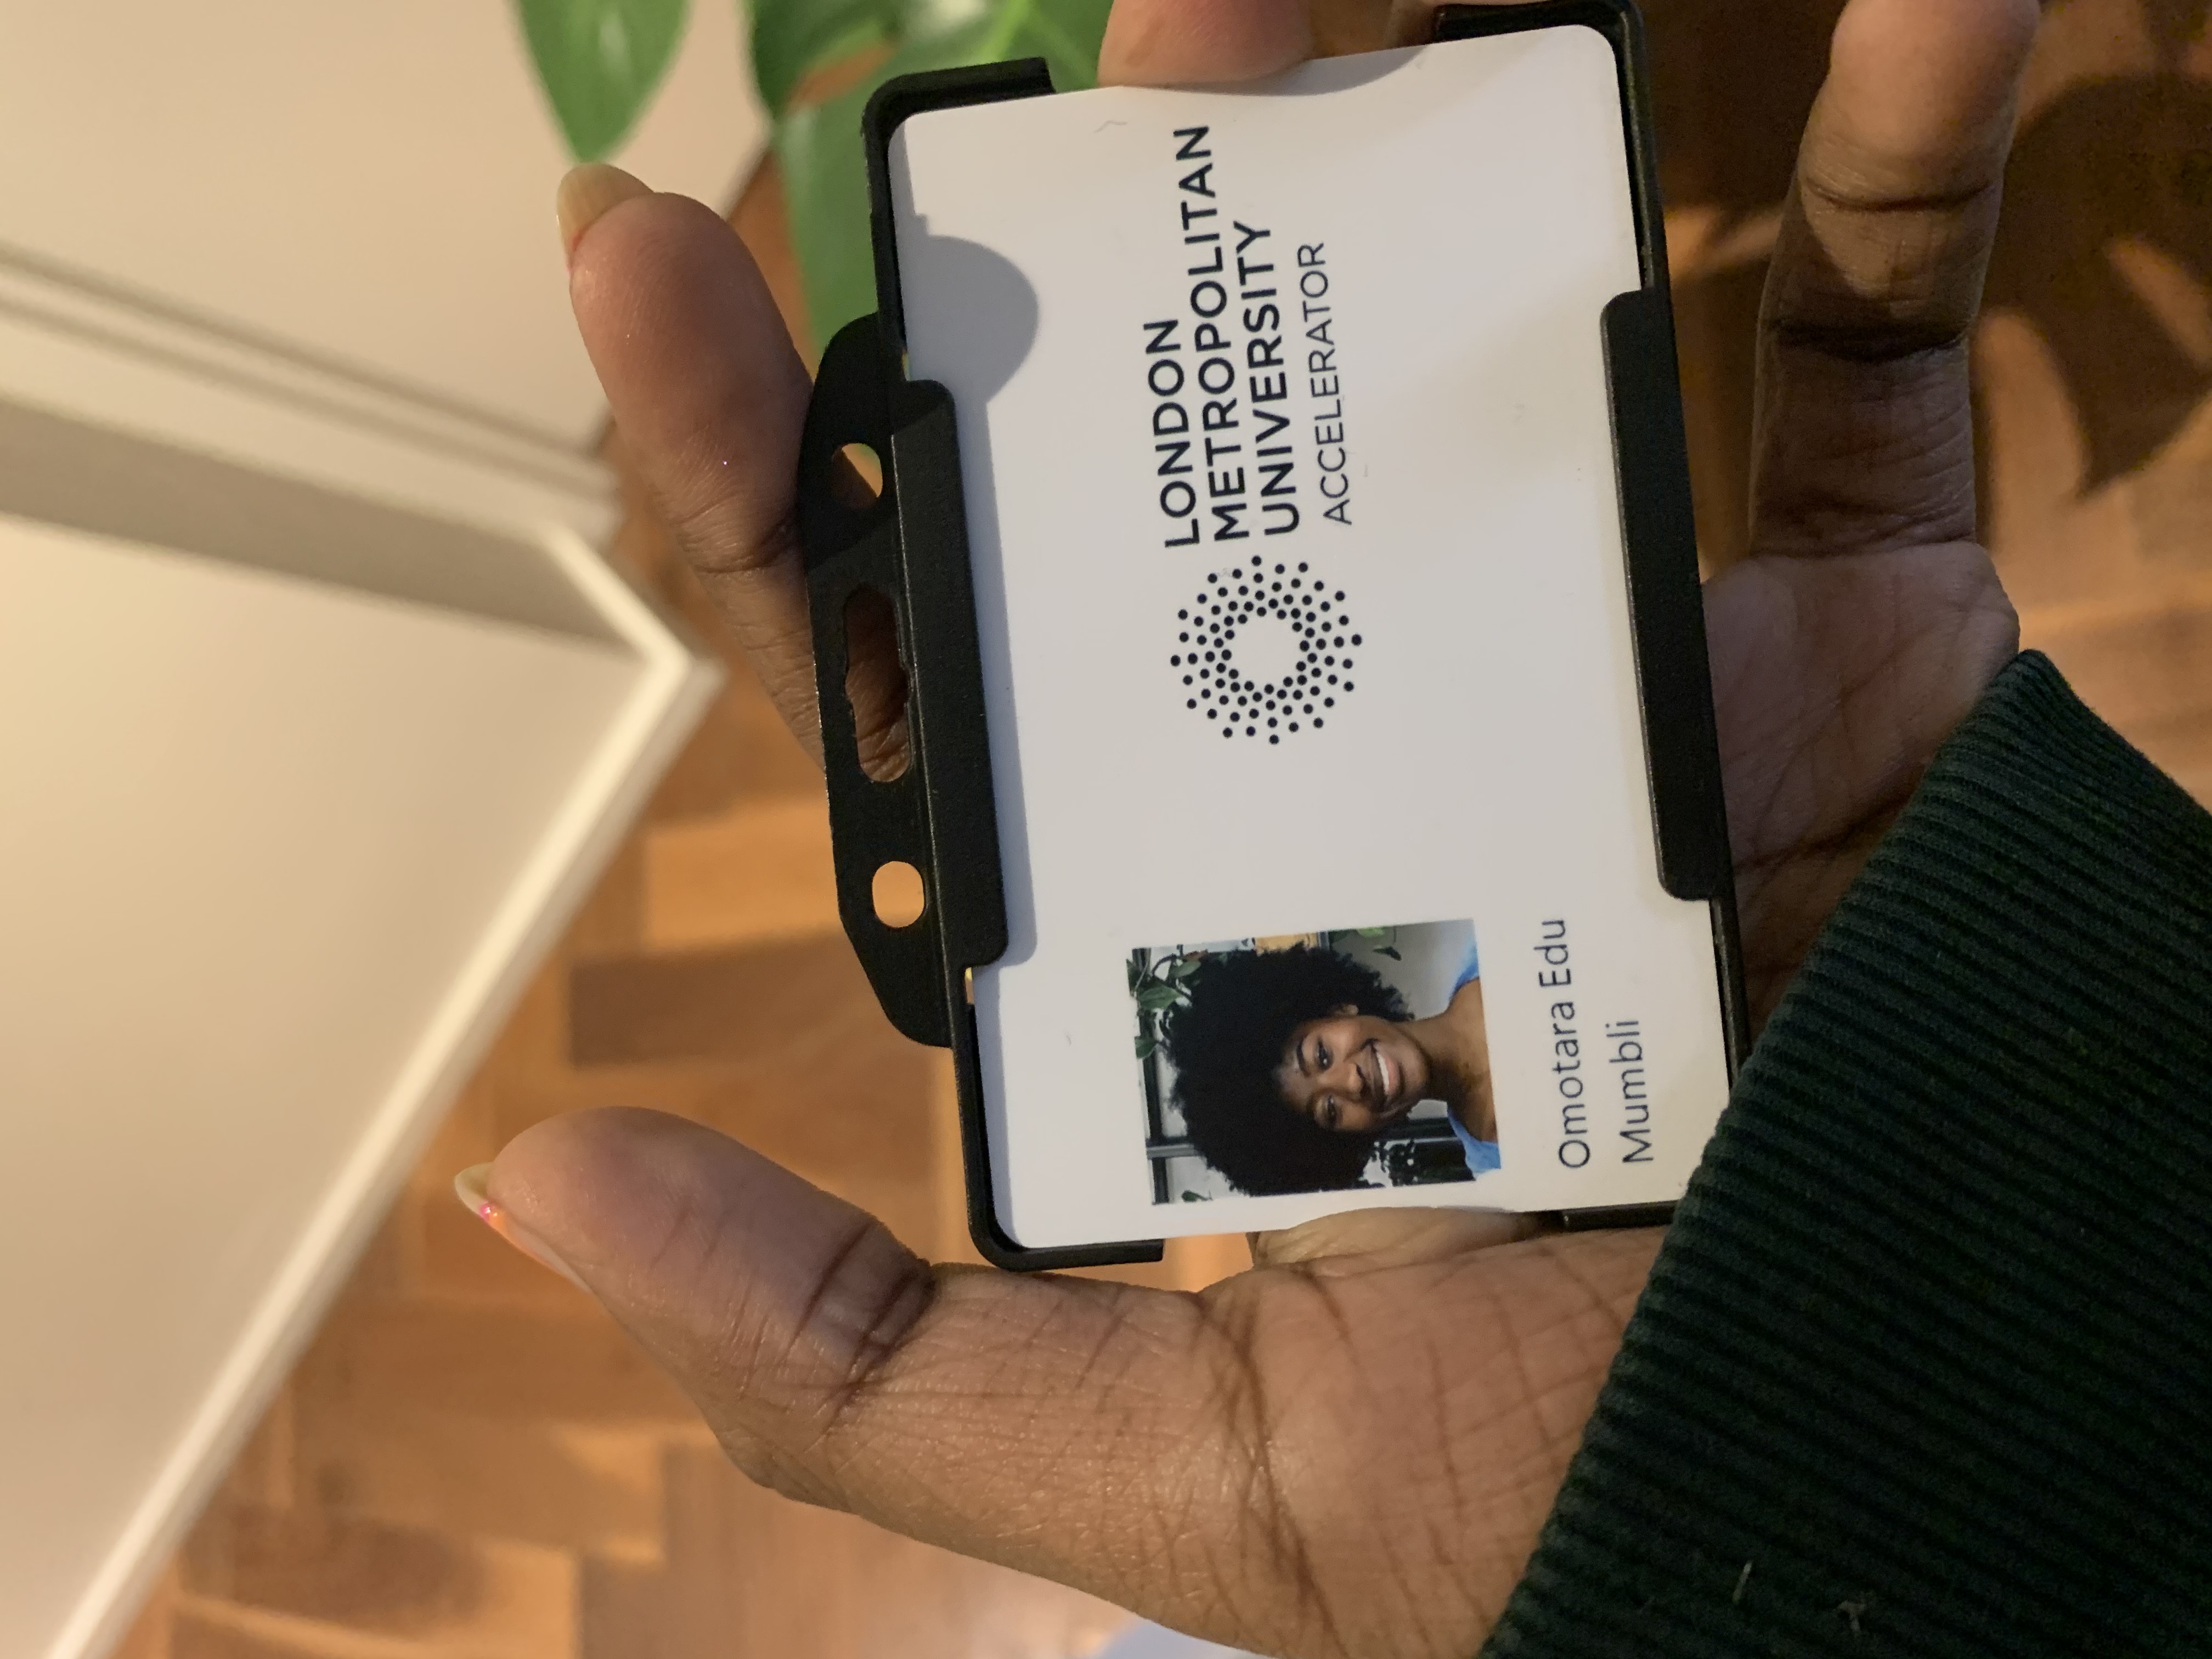 LONDON
METROPOLITAN
UNIVERSITY
ACCELERATOR
Omotara Edu
Mumbli